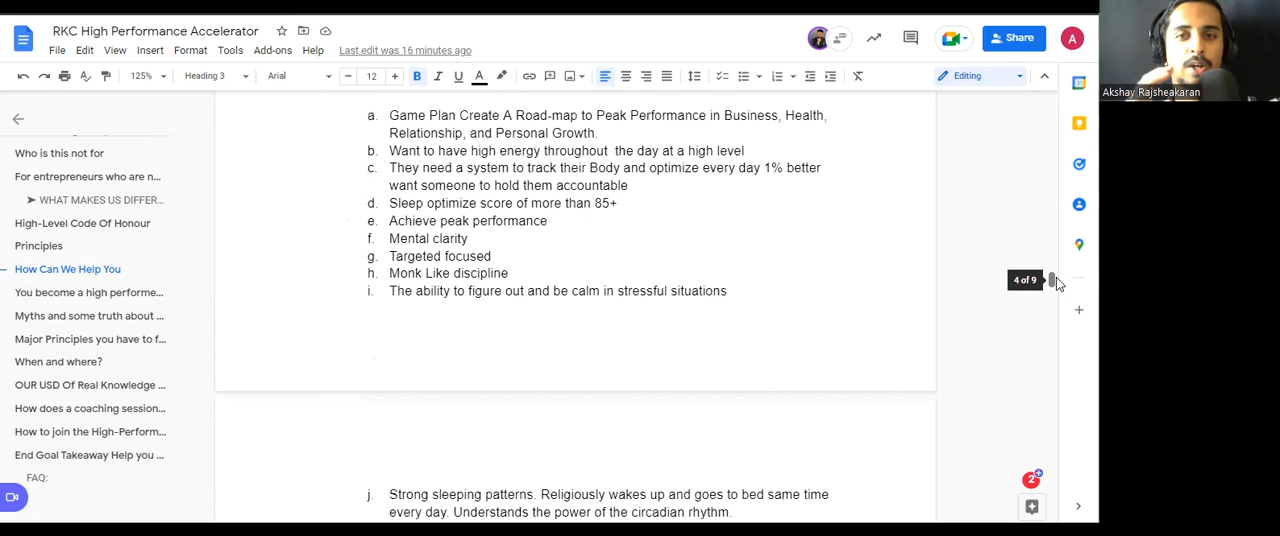 RKC High Performance Accelerator
File Edit View Insert Format Tools Add-ons Help Last edit was 16 minutes ago
Share
A
125% Heading 3 Arial 12 B I U A Editing
Akshay Rajsheakaran
Who is this not for
For entrepreneurs who are n...
➤ WHAT MAKES US DIFFER...
High-Level Code Of Honour
Principles
How Can We Help You
You become a high performe...
Myths and some truth about ...
Major Principles you have to f...
When and where?
OUR USD Of Real Knowledge ...
How does a coaching session...
How to join the High-Perform...
End Goal Takeaway Help you ...
FAQ:
a. Game Plan Create A Road-map to Peak Performance in Business, Health,
Relationship, and Personal Growth.
b. Want to have high energy throughout the day at a high level
c. They need a system to track their Body and optimize every day 1% better
want someone to hold them accountable
d. Sleep optimize score of more than 85+
e. Achieve peak performance
f. Mental clarity
g. Targeted focused
h. Monk Like discipline
i. The ability to figure out and be calm in stressful situations
4 of 9
j. Strong sleeping patterns. Religiously wakes up and goes to bed same time
every day. Understands the power of the circadian rhythm.
2